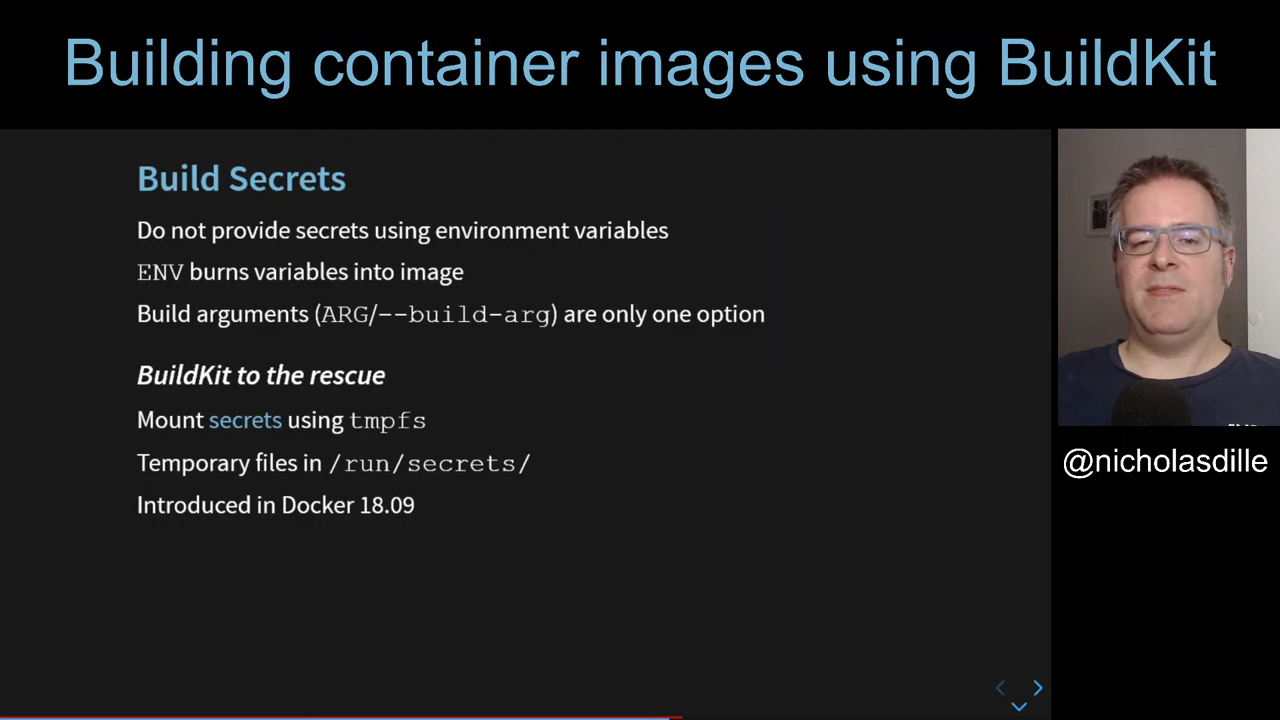 Building container images using BuildKit
Build Secrets
Do not provide secrets using environment variables
ENV burns variables into image
Build arguments (ARG/--build-arg) are only one option
BuildKit to the rescue
Mount secrets using tmpfs
Temporary files in /run/secrets/
Introduced in Docker 18.09
@nicholasdille